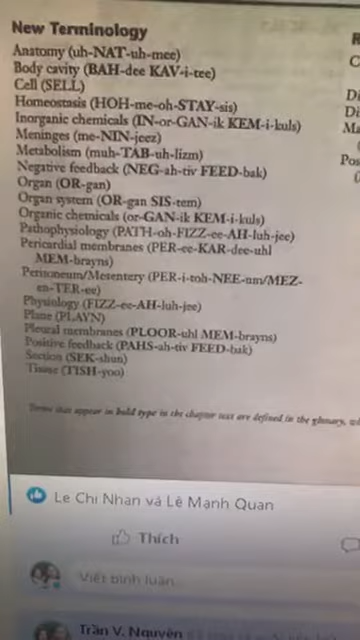 New Terminology
R
Anatomy (uh-NAT-uh-mee)
C
Body cavity (BAH-dee KAV-i-tee)
Cell (SELL)
Di
Homeostasis (HOH-me-oh-STAY-sis)
Di
Inorganic chemicals (IN-or-GAN-ik KEM-i-kuls)
Ma
Meninges (me-NIN-jeez)
Metabolism (muh-TAB-uh-lizm)
Pos
Negative feedback (NEG-ah-tiv FEED-bak)
Organ (OR-gan)
Organ system (OR-gan SIS-tem)
Organic chemicals (or-GAN-ik KEM-i-kuls)
Pathophysiology (PATH-oh-FIZZ-ee-AH-luh-jee)
Pericardial membranes (PER-ee-KAR-dee-uhl
MEM-brayns)
Peritoneum/Mesentery (PER-i-toh-NEE-um/MEZ-
en-TER-ee)
Physiology (FIZZ-ee-AH-luh-jee)
Plane (PLAYN)
Pleural membranes (PLOOR-uhl MEM-brayns)
Positive feedback (PAHS-ah-tiv FEED-bak)
Section (SEK-shun)
Tissue (TISH-yoo)
Terms that appear in bold type in the chapter text are defined in the glossary, wh
Le Chi Nhan và Lê Mạnh Quan
Thích
Viết bình luận...
Trần V. Nguyên